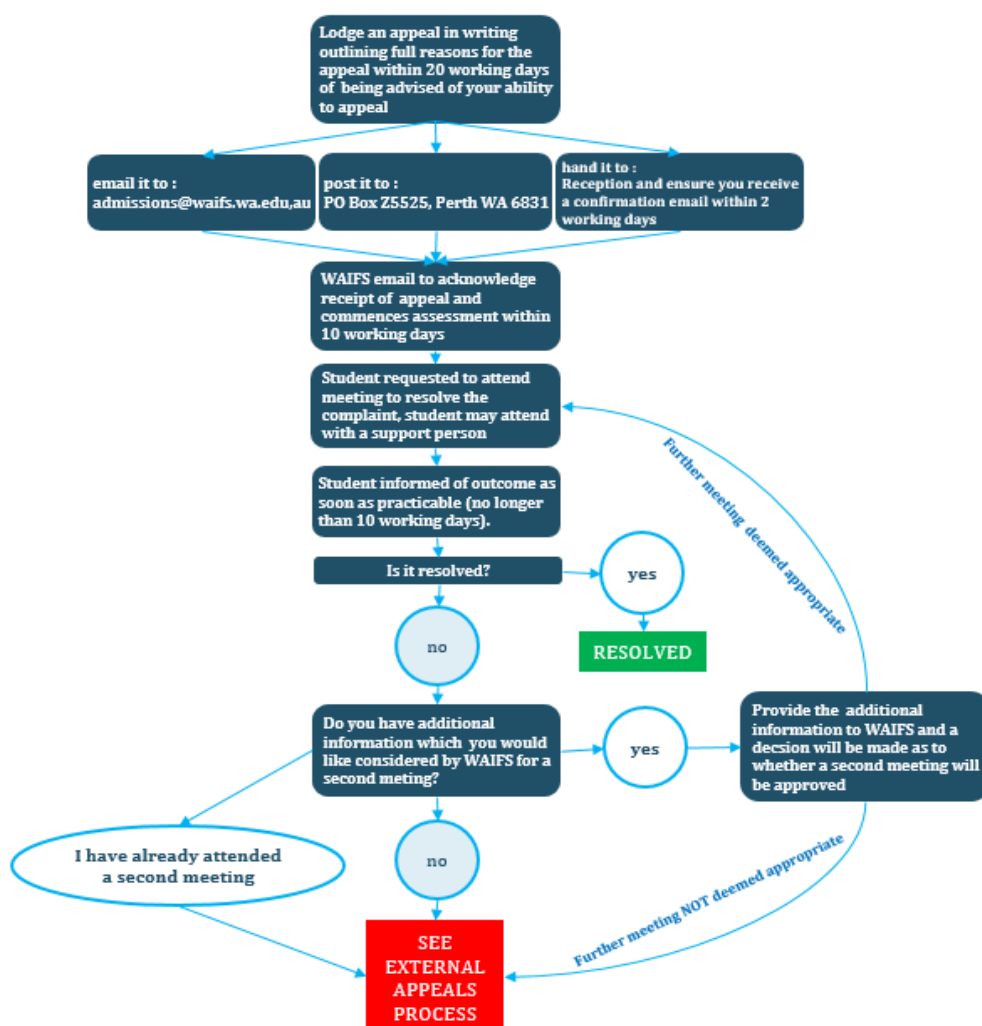 Lodge an appeal in writing
outlining full reasons for the
appeal within 20 working days
of being advised of your ability
to appeal
email it to :
admissions@waifs.wa.edu,au
post it to :
PO Box Z5525, Perth WA 6831
hand it to :
Reception and ensure you receive
a confirmation email within 2
working days
WAIFS email to acknowledge
receipt of appeal and
commences assessment within
10 working days
Student requested to attend
meeting to resolve the
complaint, student may attend
with a support person
Student informed of outcome as
soon as practicable (no longer
than 10 working days).
Is it resolved?
yes
RESOLVED
no
Further meeting deemed appropriate
Do you have additional
information which you would
like considered by WAIFS for a
second meting?
yes
Provide the additional
information to WAIFS and a
decsion will be made as to
whether a second meeting will
be approved
I have already attended
a second meeting
no
Further meeting NOT deemed appropriate
SEE
EXTERNAL
APPEALS
PROCESS